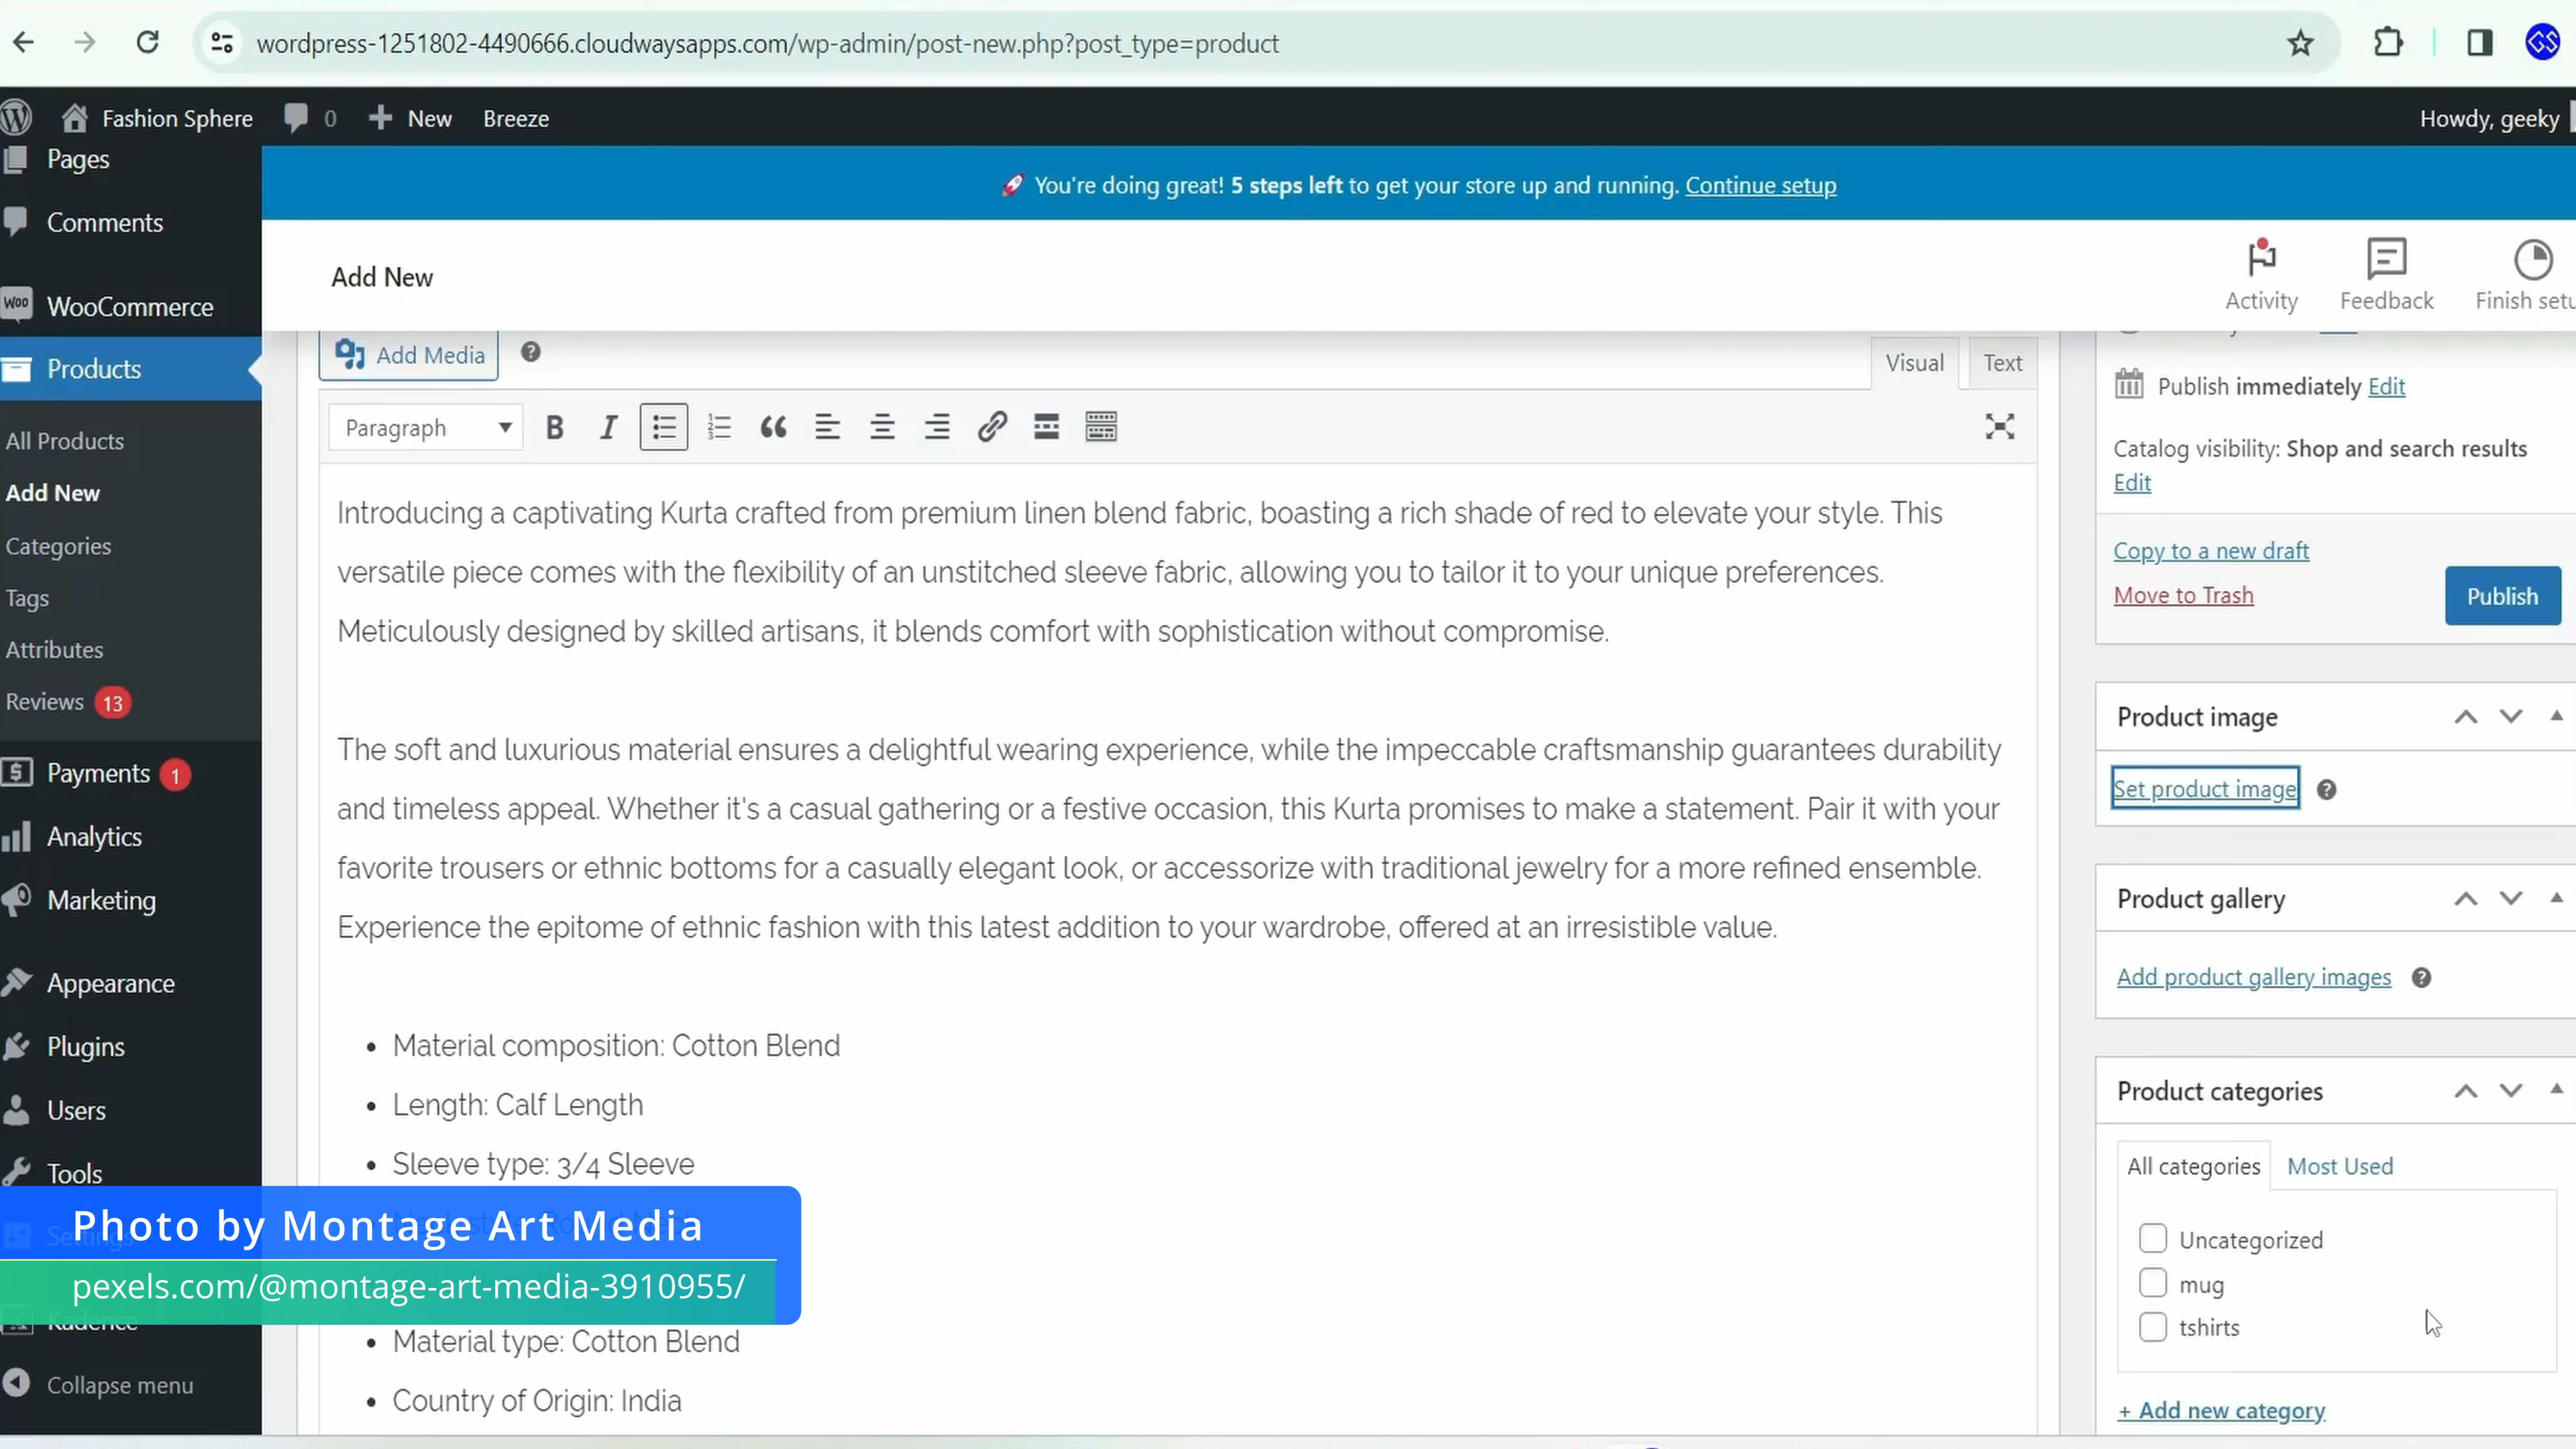 wordpress-1251802-4490666.cloudwaysapps.com/wp-admin/post-new.php?post_type=product
Fashion Sphere
0
New
Breeze
Howdy, geeky
Pages
Comments
WooCommerce
Products
All Products
Add New
Categories
Tags
Attributes
Reviews 13
Payments 1
Analytics
Marketing
Appearance
Plugins
Users
Tools
Settings
Kadence
Collapse menu
🚀 You're doing great! 5 steps left to get your store up and running. Continue setup
Add New
Activity
Feedback
Finish setu
Add Media
Visual
Text
Paragraph
Introducing a captivating Kurta crafted from premium linen blend fabric, boasting a rich shade of red to elevate your style. This
versatile piece comes with the flexibility of an unstitched sleeve fabric, allowing you to tailor it to your unique preferences.
Meticulously designed by skilled artisans, it blends comfort with sophistication without compromise.
The soft and luxurious material ensures a delightful wearing experience, while the impeccable craftsmanship guarantees durability
and timeless appeal. Whether it's a casual gathering or a festive occasion, this Kurta promises to make a statement. Pair it with your
favorite trousers or ethnic bottoms for a casually elegant look, or accessorize with traditional jewelry for a more refined ensemble.
Experience the epitome of ethnic fashion with this latest addition to your wardrobe, offered at an irresistible value.
• Material composition: Cotton Blend
• Length: Calf Length
• Sleeve type: 3/4 Sleeve
• Material type: Cotton Blend
• Country of Origin: India
Photo by Montage Art Media
pexels.com/@montage-art-media-3910955/
Publish immediately Edit
Catalog visibility: Shop and search results
Edit
Copy to a new draft
Move to Trash
Publish
Product image
Set product image
Product gallery
Add product gallery images
Product categories
All categories
Most Used
Uncategorized
mug
tshirts
+ Add new category